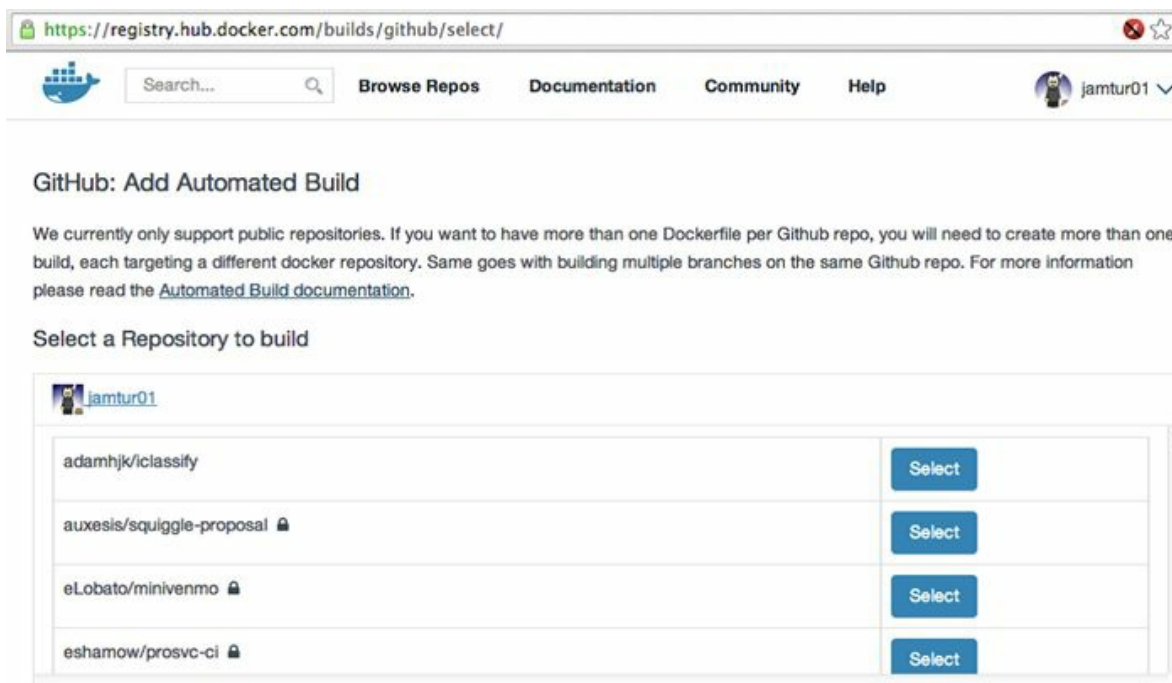 https://registry.hub.docker.com/builds/github/select/
Search...
Browse Repos
Documentation
Community
Help
jamtur01
GitHub: Add Automated Build
We currently only support public repositories. If you want to have more than one Dockerfile per Github repo, you will need to create more than one
build, each targeting a different docker repository. Same goes with building multiple branches on the same Github repo. For more information
please read the Automated Build documentation.
Select a Repository to build
jamtur01
adamhjk/iclassify
Select
auxesis/squiggle-proposal
Select
eLobato/minivenmo
Select
eshamow/prosvc-ci
Select